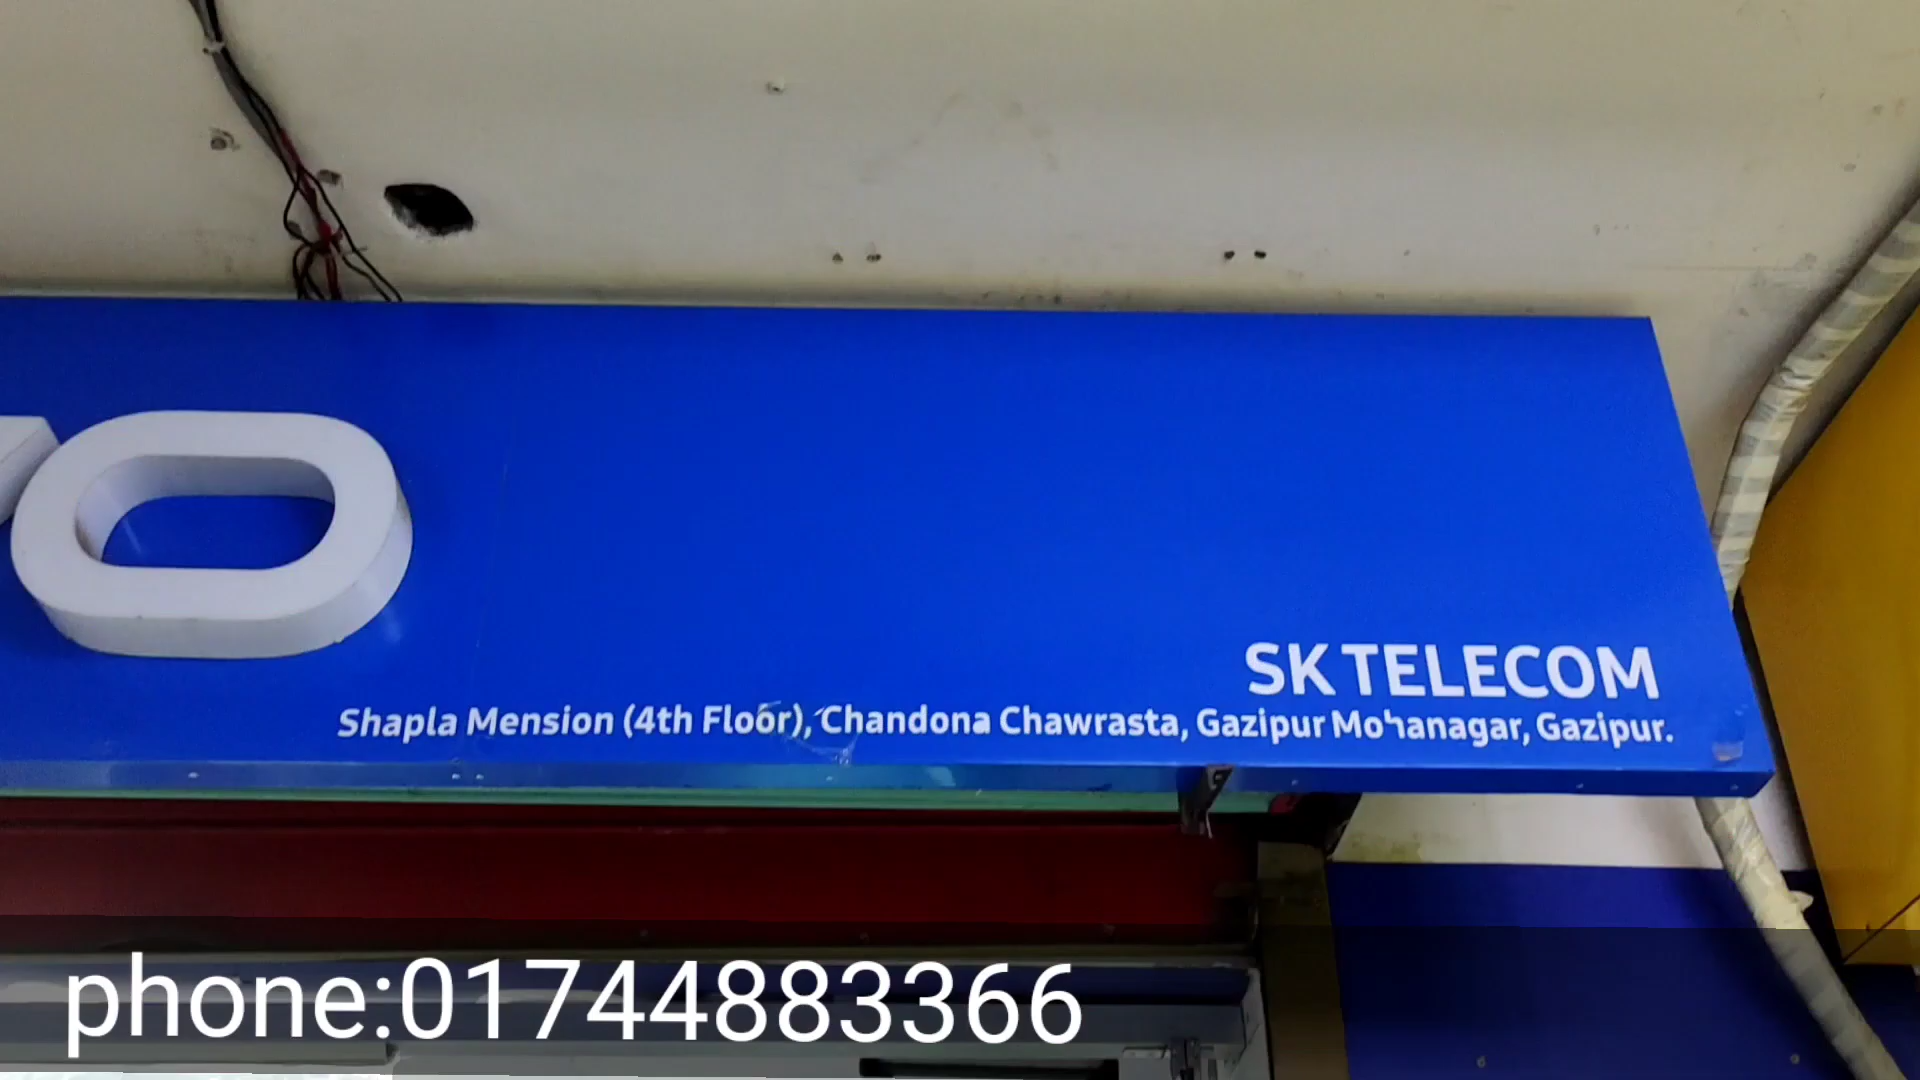 O
SK TELECOM
Shapla Mension (4th Floor), Chandona Chawrasta, Gazipur Mohanagar, Gazipur.
phone:01744883366